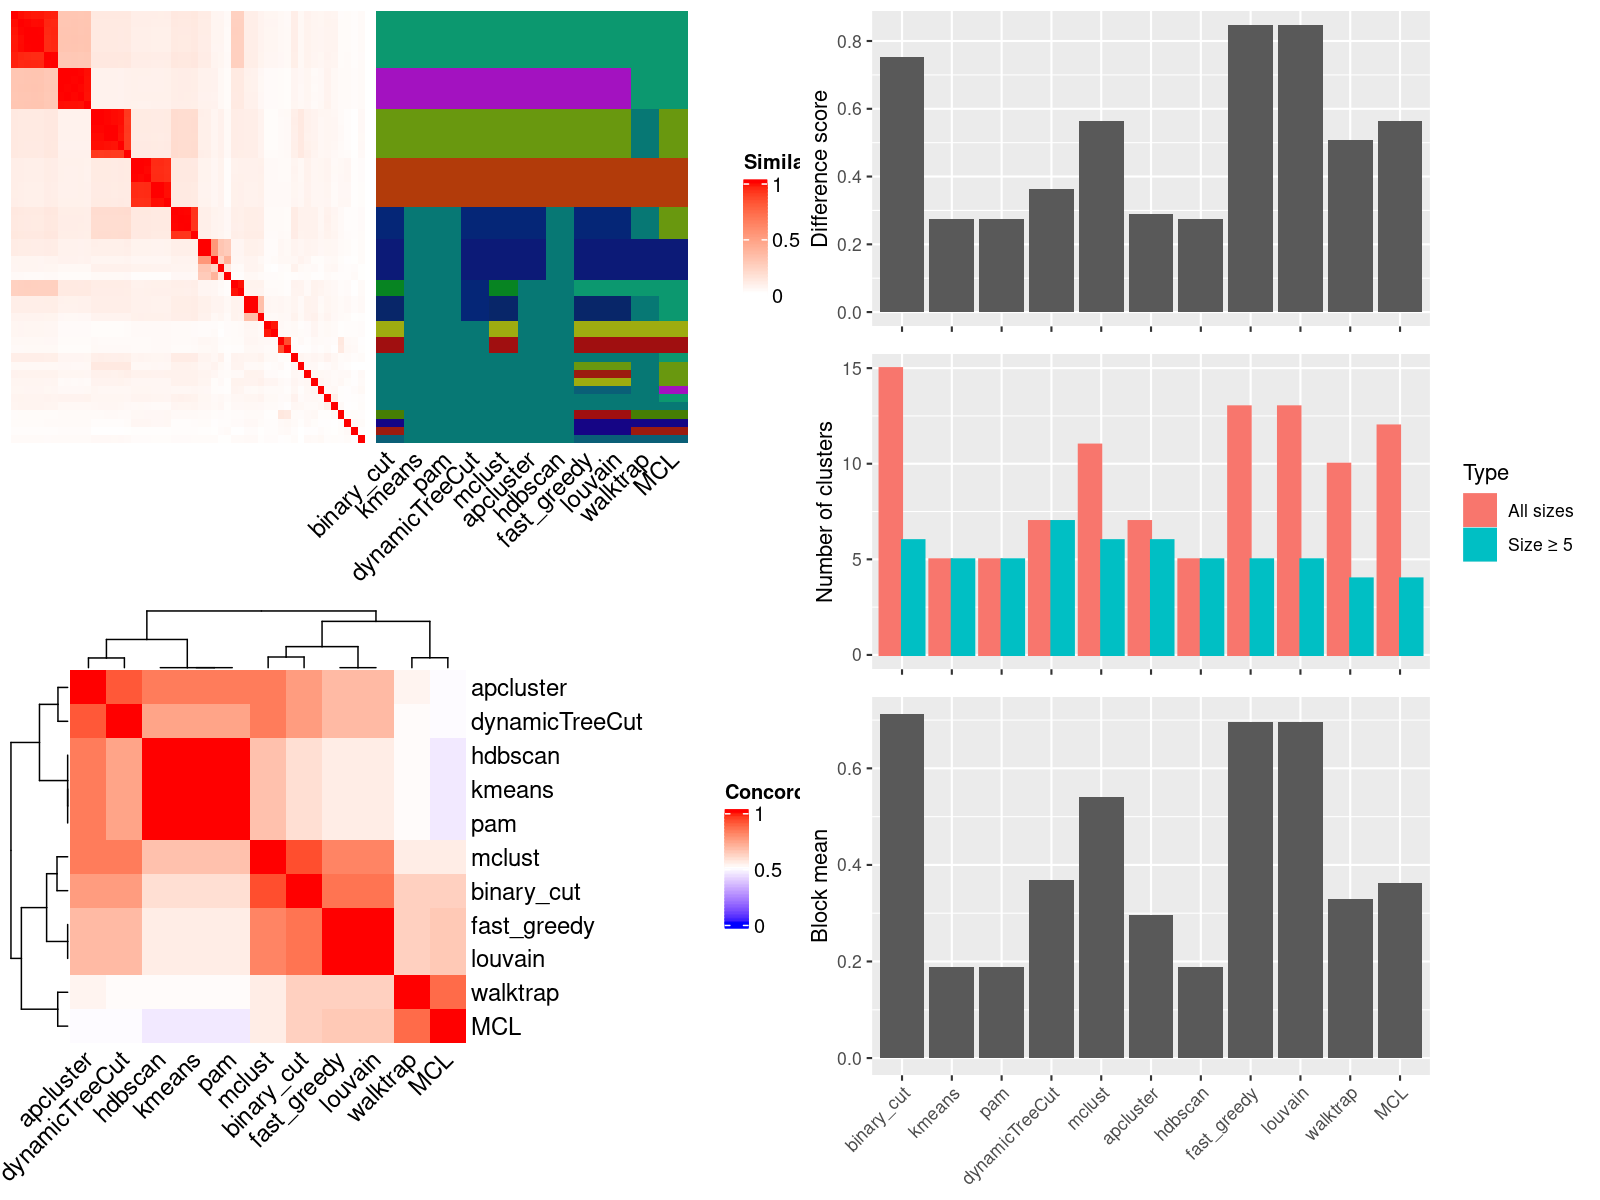 Simila
1
0.5
0
binary_cut
kmeans
pam
dynamicTreeCut
mclust
apcluster
hdbscan
fast_greedy
louvain
walktrap
MCL
apcluster
dynamicTreeCut
hdbscan
kmeans
pam
mclust
binary_cut
fast_greedy
louvain
walktrap
MCL
Concord
1
0.5
0
apcluster
dynamicTreeCut
hdbscan
kmeans
pam
mclust
binary_cut
fast_greedy
louvain
walktrap
MCL
Difference score
0.8
0.6
0.4
0.2
0.0
Number of clusters
15
10
5
0
Type
All sizes
Size ≥ 5
Block mean
0.6
0.4
0.2
0.0
binary_cut
kmeans
pam
dynamicTreeCut
mclust
apcluster
hdbscan
fast_greedy
louvain
walktrap
MCL